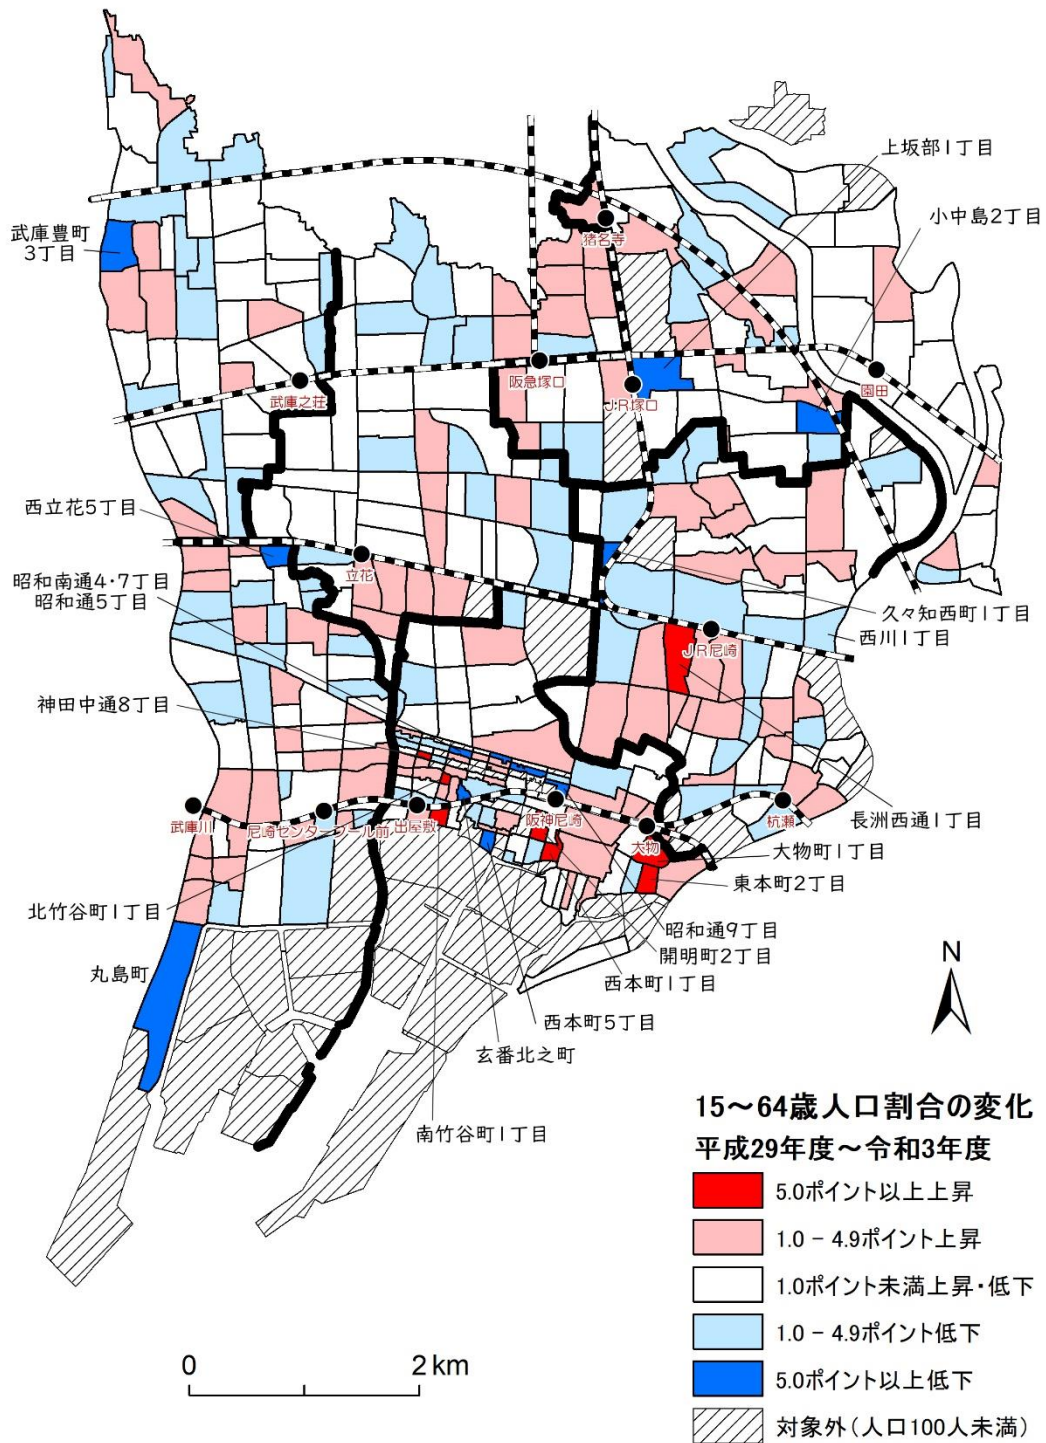 上坂部1丁目
小中島2丁目
武庫豊町
3丁目
猪名寺
阪急塚口
JR塚口
園田
武庫之荘
西立花5丁目
昭和南通4・7丁目
昭和通5丁目
立花
久々知西町1丁目
西川1丁目
JR尼崎
神田中通8丁目
武庫川
尼崎センタープール前
出屋敷
阪神尼崎
大物
杭瀬
長洲西通1丁目
大物町1丁目
東本町2丁目
北竹谷町1丁目
昭和通9丁目
開明町2丁目
西本町1丁目
丸島町
西本町5丁目
玄番北之町
南竹谷町1丁目
N
15～64歳人口割合の変化
平成29年度～令和3年度
5.0ポイント以上上昇
1.0 − 4.9ポイント上昇
1.0ポイント未満上昇・低下
1.0 − 4.9ポイント低下
5.0ポイント以上低下
対象外（人口100人未満）
0 2 km